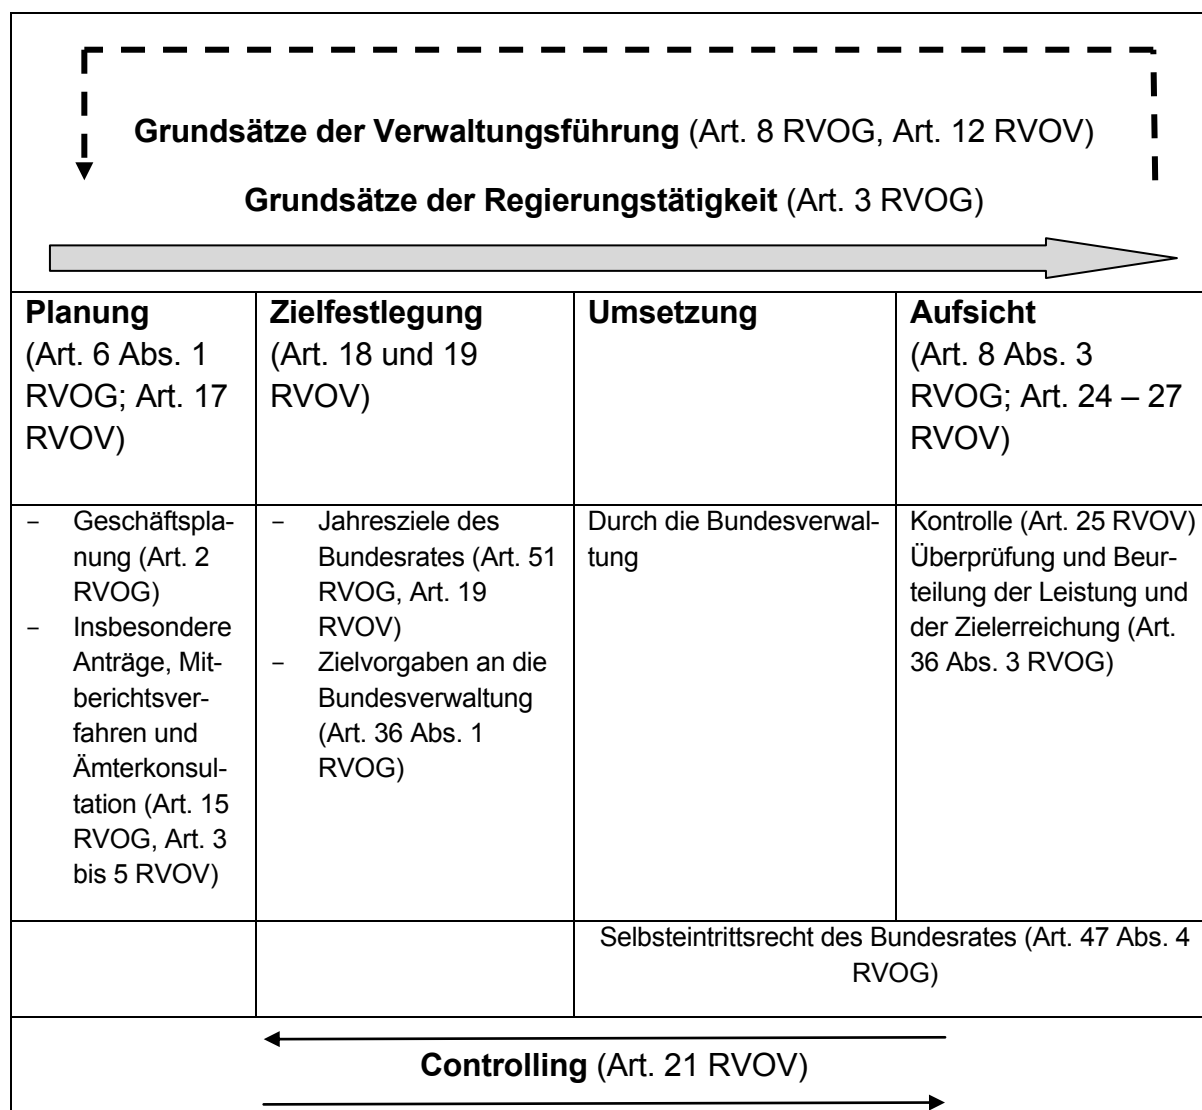 Grundsätze der Verwaltungsführung (Art. 8 RVOG, Art. 12 RVOV)
Grundsätze der Regierungstätigkeit (Art. 3 RVOG)
Planung
(Art. 6 Abs. 1
RVOG; Art. 17
RVOV)
Zielfestlegung
(Art. 18 und 19
RVOV)
Umsetzung
Aufsicht
(Art. 8 Abs. 3
RVOG; Art. 24 – 27
RVOV)
– Geschäftspla-
nung (Art. 2
RVOG)
– Insbesondere
Anträge, Mit-
berichtsver-
fahren und
Ämterkonsul-
tation (Art. 15
RVOG, Art. 3
bis 5 RVOV)
– Jahresziele des
Bundesrates (Art. 51
RVOG, Art. 19
RVOV)
– Zielvorgaben an die
Bundesverwaltung
(Art. 36 Abs. 1
RVOG)
Durch die Bundesverwal-
tung
Kontrolle (Art. 25 RVOV)
Überprüfung und Beur-
teilung der Leistung und
der Zielerreichung (Art.
36 Abs. 3 RVOG)
Selbsteintrittsrecht des Bundesrates (Art. 47 Abs. 4
RVOG)
Controlling (Art. 21 RVOV)